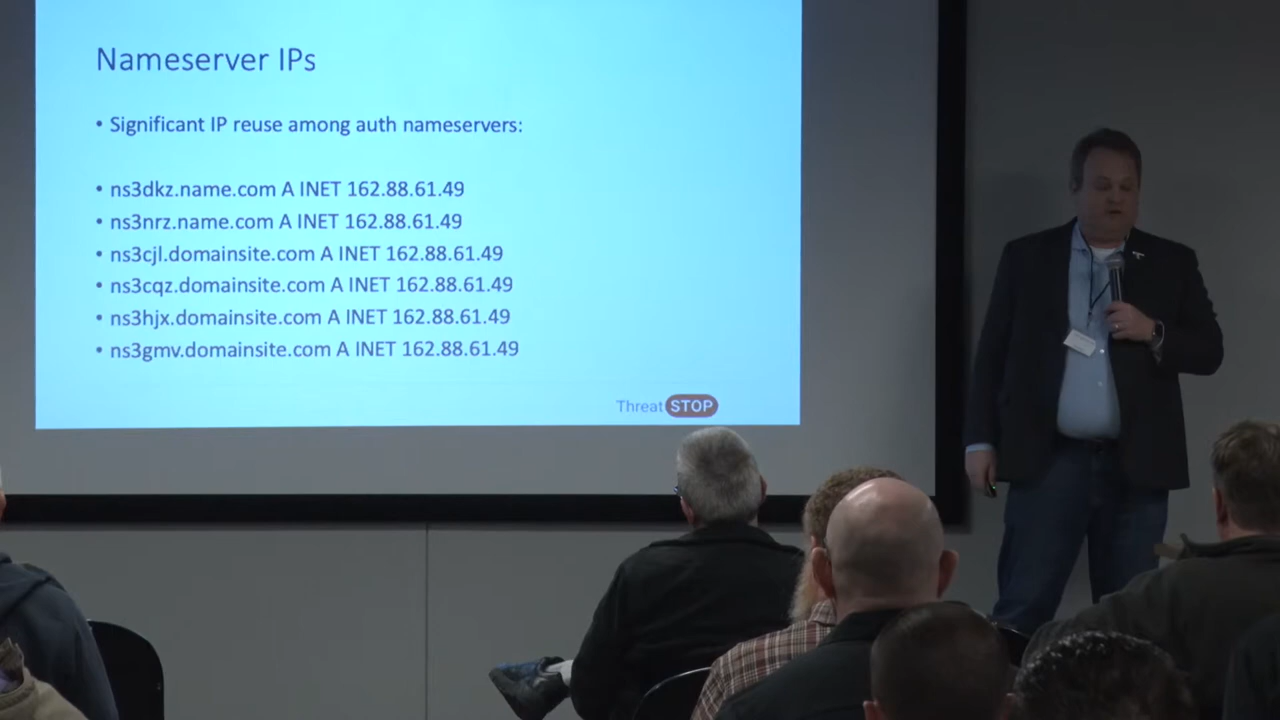 Nameserver IPs
• Significant IP reuse among auth nameservers:
• ns3dkz.name.com A INET 162.88.61.49
• ns3nrz.name.com A INET 162.88.61.49
• ns3cjl.domainsite.com A INET 162.88.61.49
• ns3cqz.domainsite.com A INET 162.88.61.49
• ns3hjx.domainsite.com A INET 162.88.61.49
• ns3gmv.domainsite.com A INET 162.88.61.49
Threat STOP